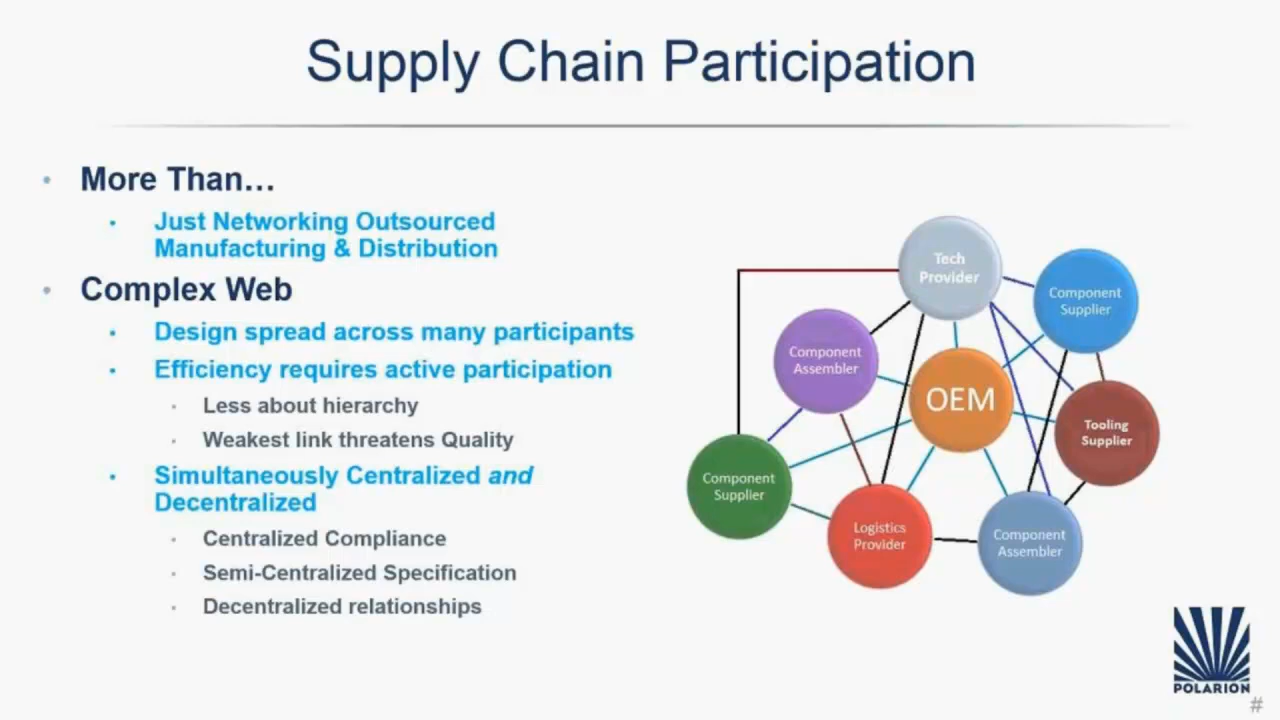 Supply Chain Participation
• More Than...
• Just Networking Outsourced
Manufacturing & Distribution
• Complex Web
• Design spread across many participants
• Efficiency requires active participation
• Less about hierarchy
• Weakest link threatens Quality
• Simultaneously Centralized and
Decentralized
• Centralized Compliance
• Semi-Centralized Specification
• Decentralized relationships
Tech
Provider
Component
Supplier
Component
Assembler
OEM
Tooling
Supplier
Component
Supplier
Logistics
Provider
Component
Assembler
POLARION
#